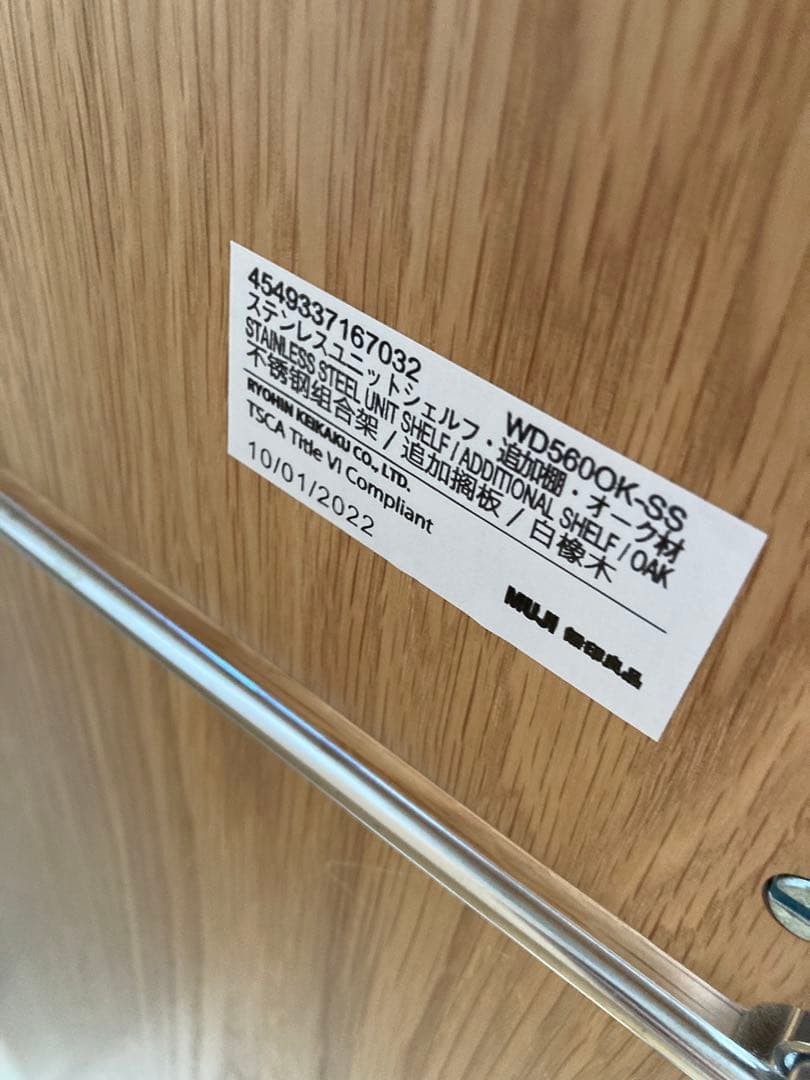 4549337167032 WD560OK-SS
ステンレスユニットシェルフ・追加棚・オーク材
STAINLESS STEEL UNIT SHELF / ADDITIONAL SHELF / OAK
不锈钢组合架 / 追加搁板 / 白橡木
RYOHIN KEIKAKU CO., LTD.
TSCA Title VI Compliant
10/01/2022
MUJI 無印良品